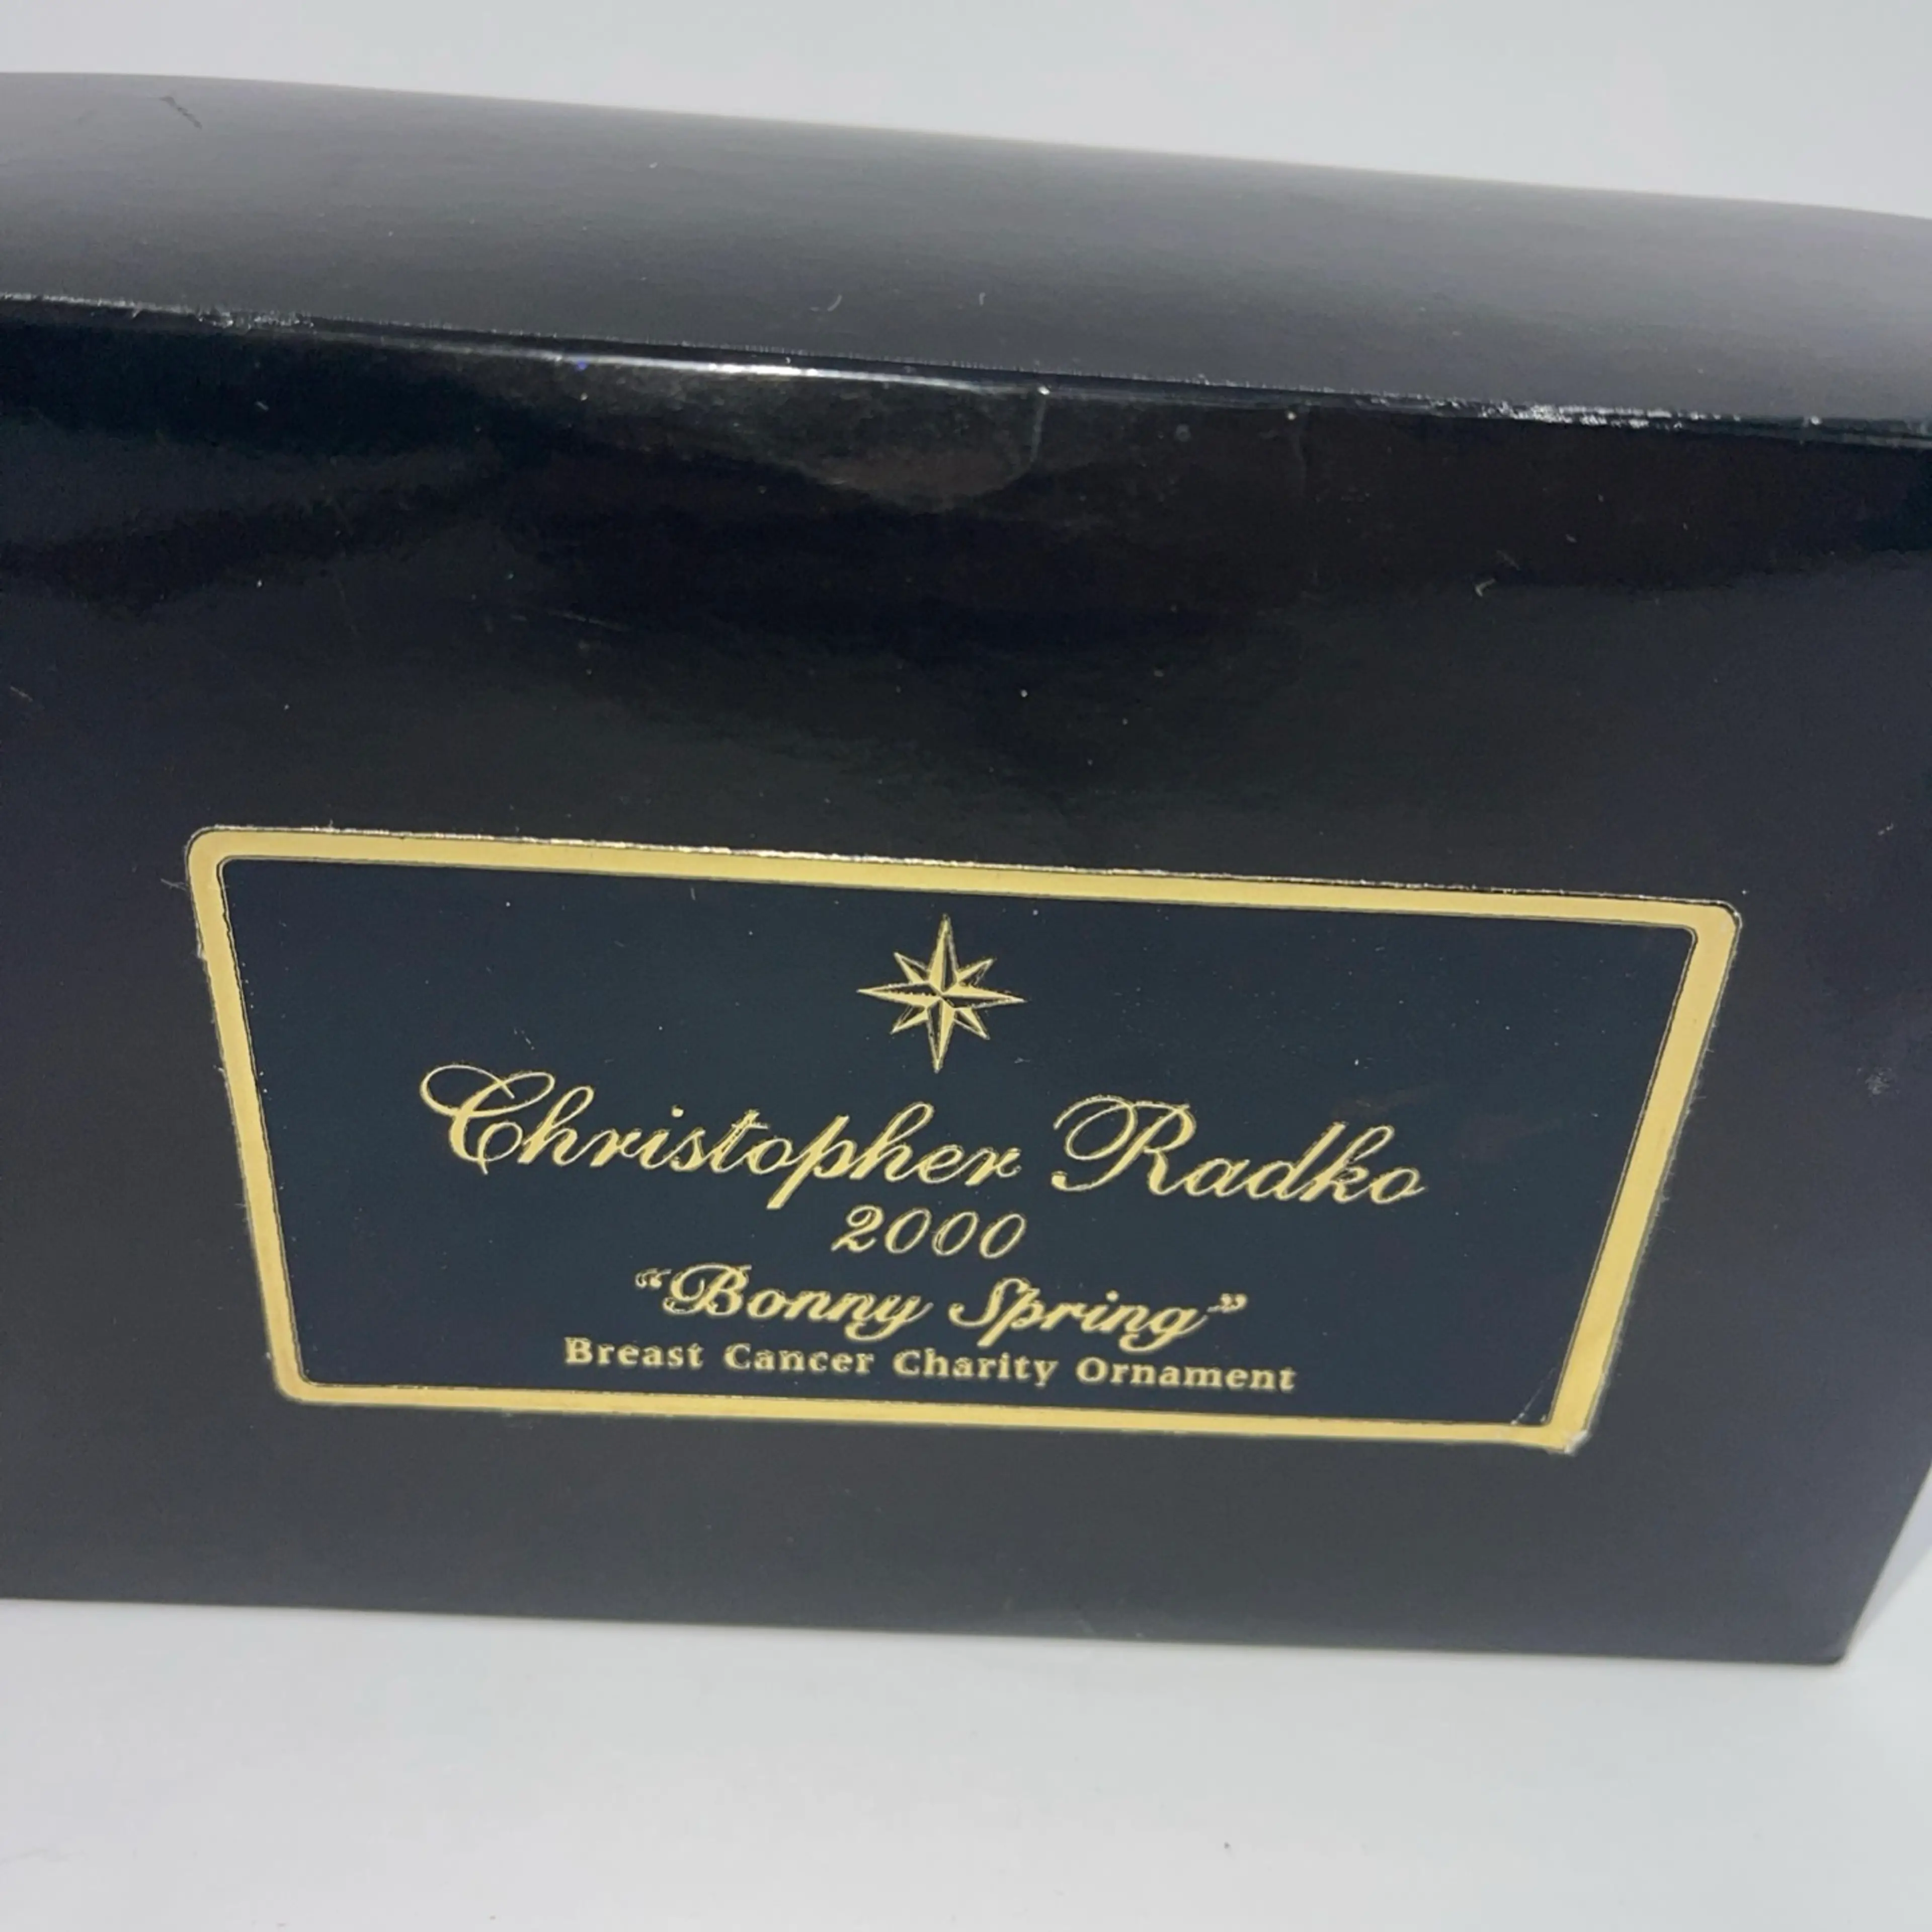 Christopher Radko
2000
"Bonny Spring"
Breast Cancer Charity Ornament